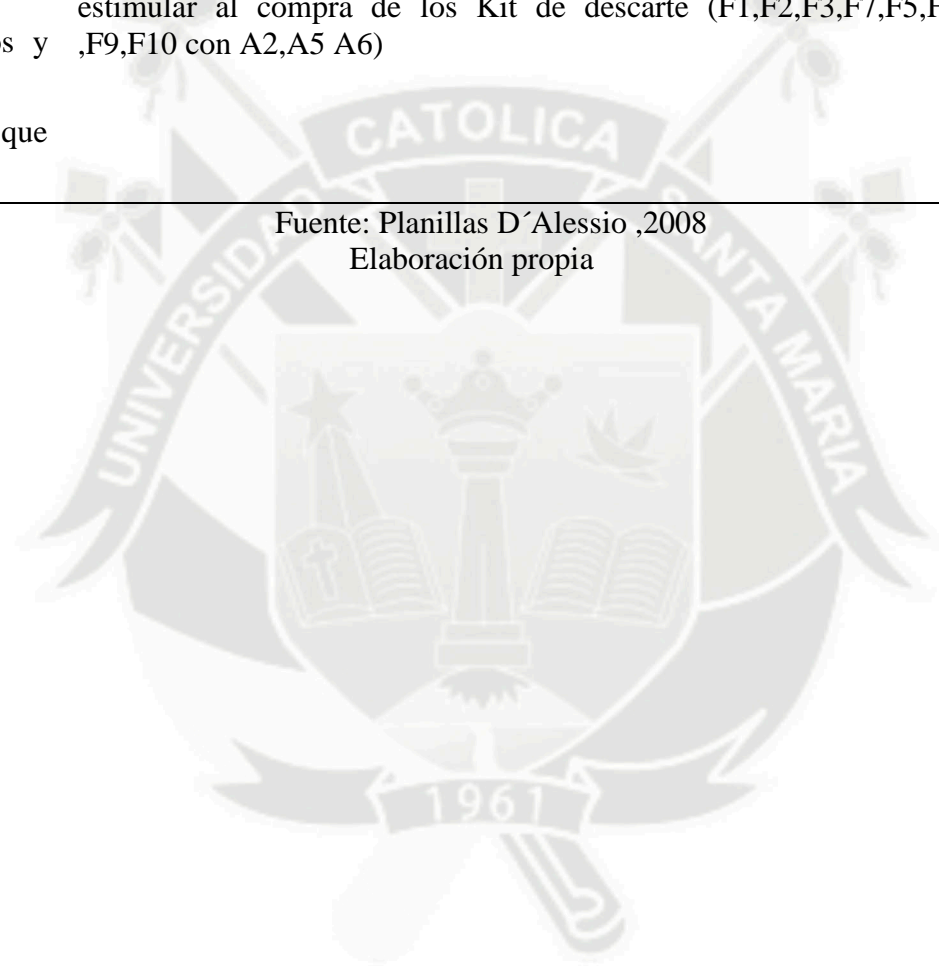 estimular al compra de los Kit de descarte (F1,F2,F3,F7,F5,F
os y ,F9,F10 con A2,A5 A6)
que
Fuente: Planillas D´Alessio ,2008
Elaboración propia
UNIVERSIDAD CATOLICA SANTA MARIA
1961